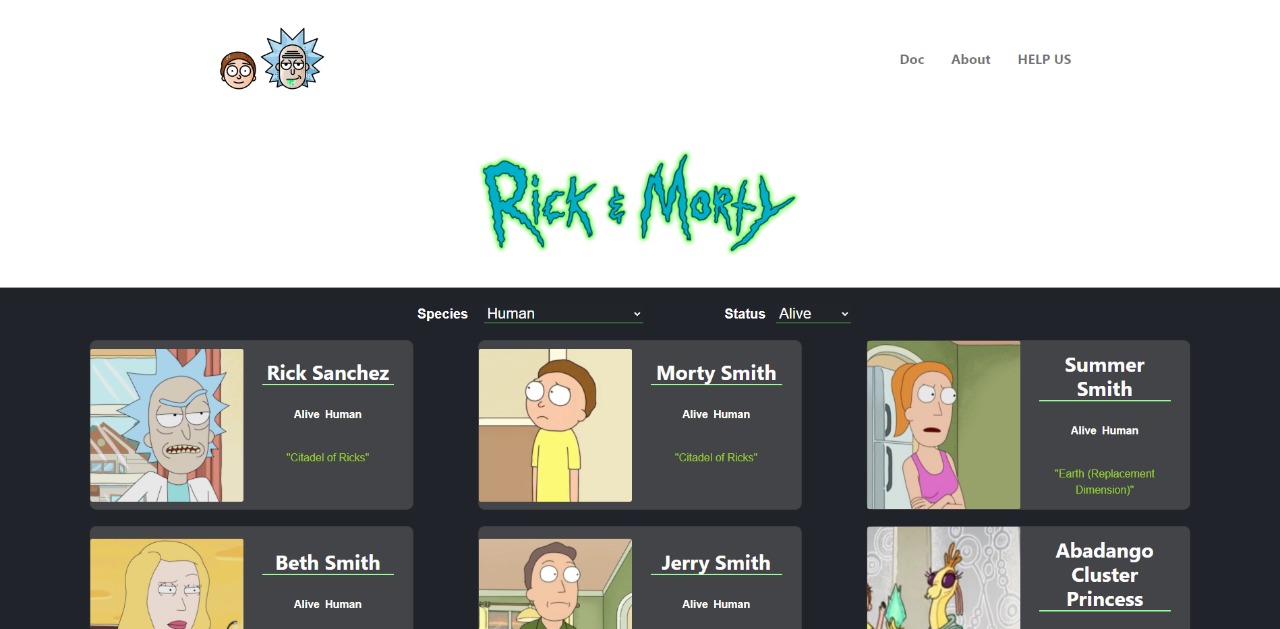 Doc About HELP US
Rick & Morty
Species Human Status Alive
Rick Sanchez
Alive Human
"Citadel of Ricks"
Morty Smith
Alive Human
"Citadel of Ricks"
Summer
Smith
Alive Human
"Earth (Replacement
Dimension)"
Beth Smith
Alive Human
Jerry Smith
Alive Human
Abadango
Cluster
Princess